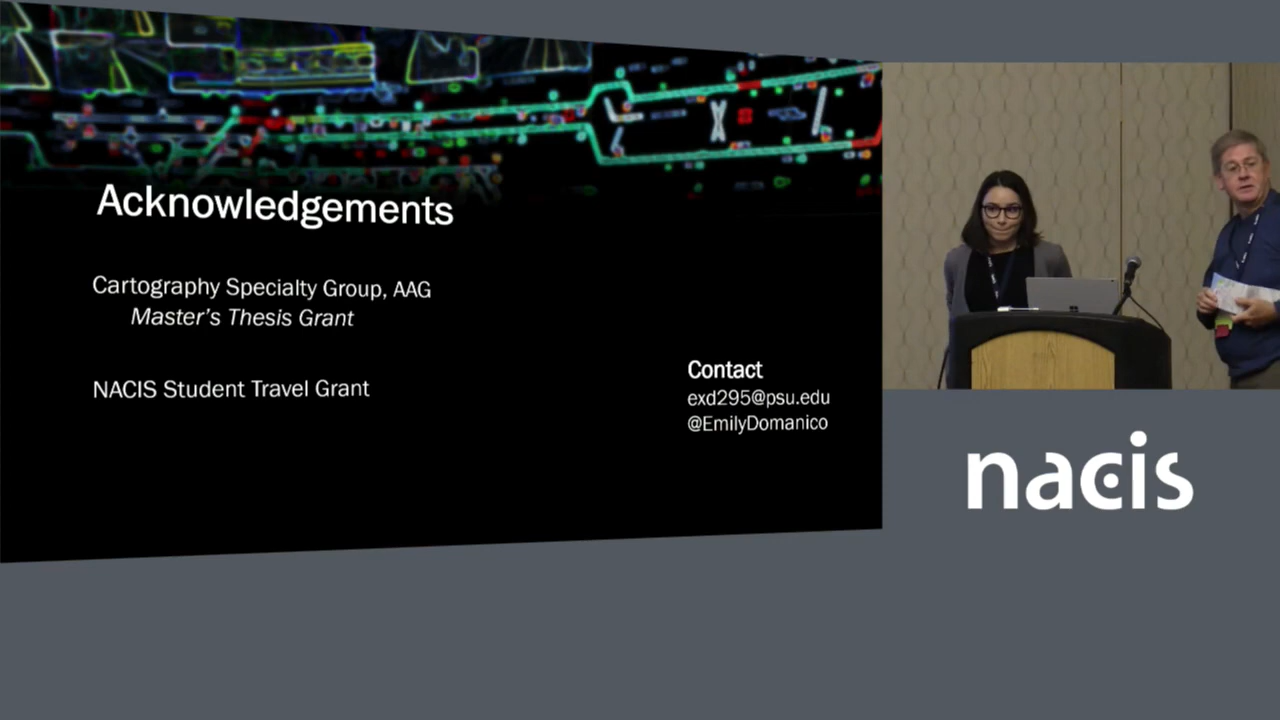 Acknowledgements
Cartography Specialty Group, AAG
Master's Thesis Grant
NACIS Student Travel Grant
Contact
exd295@psu.edu
@EmilyDomanico
nacis